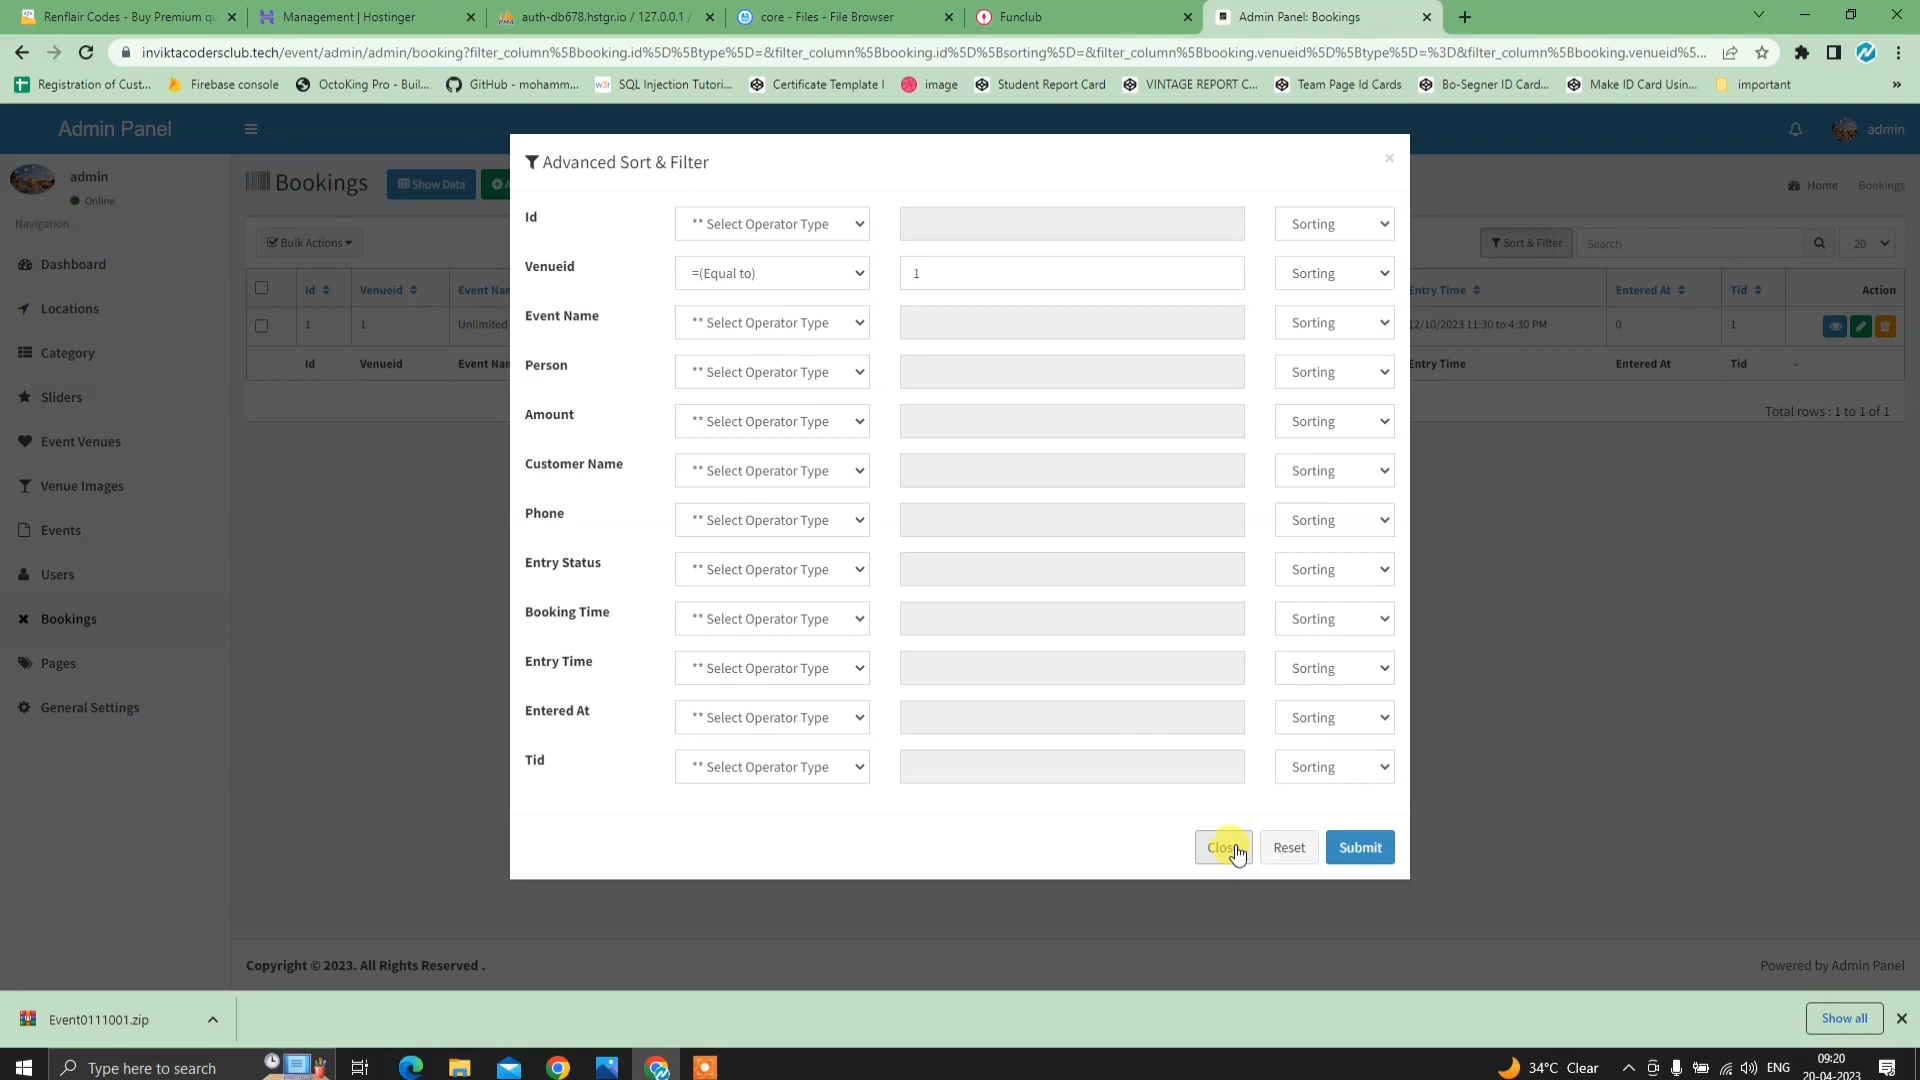 Renflair Codes - Buy Premium qu
Management | Hostinger
auth-db678.hstgr.io / 127.0.0.1 /
core - Files - File Browser
Funclub
Admin Panel: Bookings
inviktacodersclub.tech/event/admin/admin/booking?filter_column%5Bbooking.id%5D%5Btype%5D=&filter_column%5Bbooking.id%5D%5Bsorting%5D=&filter_column%5Bbooking.venueid%5D%5Btype%5D=%3D&filter_column%5Bbooking.venueid%5...
Registration of Cust...
Firebase console
OctoKing Pro - Buil...
GitHub - mohamm...
SQL Injection Tutori...
Certificate Template I
image
Student Report Card
VINTAGE REPORT C...
Team Page Id Cards
Bo-Segner ID Card...
Make ID Card Usin...
important
»
Admin Panel
admin
admin
Online
Navigation
Dashboard
Locations
Category
Sliders
Event Venues
Venue Images
Events
Users
Bookings
Pages
General Settings
Bookings
Show Data
A
Home
Bookings
Bulk Actions
Sort & Filter
Search
20
Id
Venueid
Event Nam
Entry Time
Entered At
Tid
Action
1
1
Unlimited
12/10/2023 11:30 to 4:30 PM
0
1
Id
Venueid
Event Nam
Entry Time
Entered At
Tid
-
Total rows : 1 to 1 of 1
Advanced Sort & Filter
×
Id
** Select Operator Type
Sorting
Venueid
=(Equal to)
1
Sorting
Event Name
** Select Operator Type
Sorting
Person
** Select Operator Type
Sorting
Amount
** Select Operator Type
Sorting
Customer Name
** Select Operator Type
Sorting
Phone
** Select Operator Type
Sorting
Entry Status
** Select Operator Type
Sorting
Booking Time
** Select Operator Type
Sorting
Entry Time
** Select Operator Type
Sorting
Entered At
** Select Operator Type
Sorting
Tid
** Select Operator Type
Sorting
Clos
Reset
Submit
Copyright © 2023. All Rights Reserved .
Powered by Admin Panel
Event0111001.zip
Show all
Type here to search
34°C Clear
ENG
09:20
20-04-2023